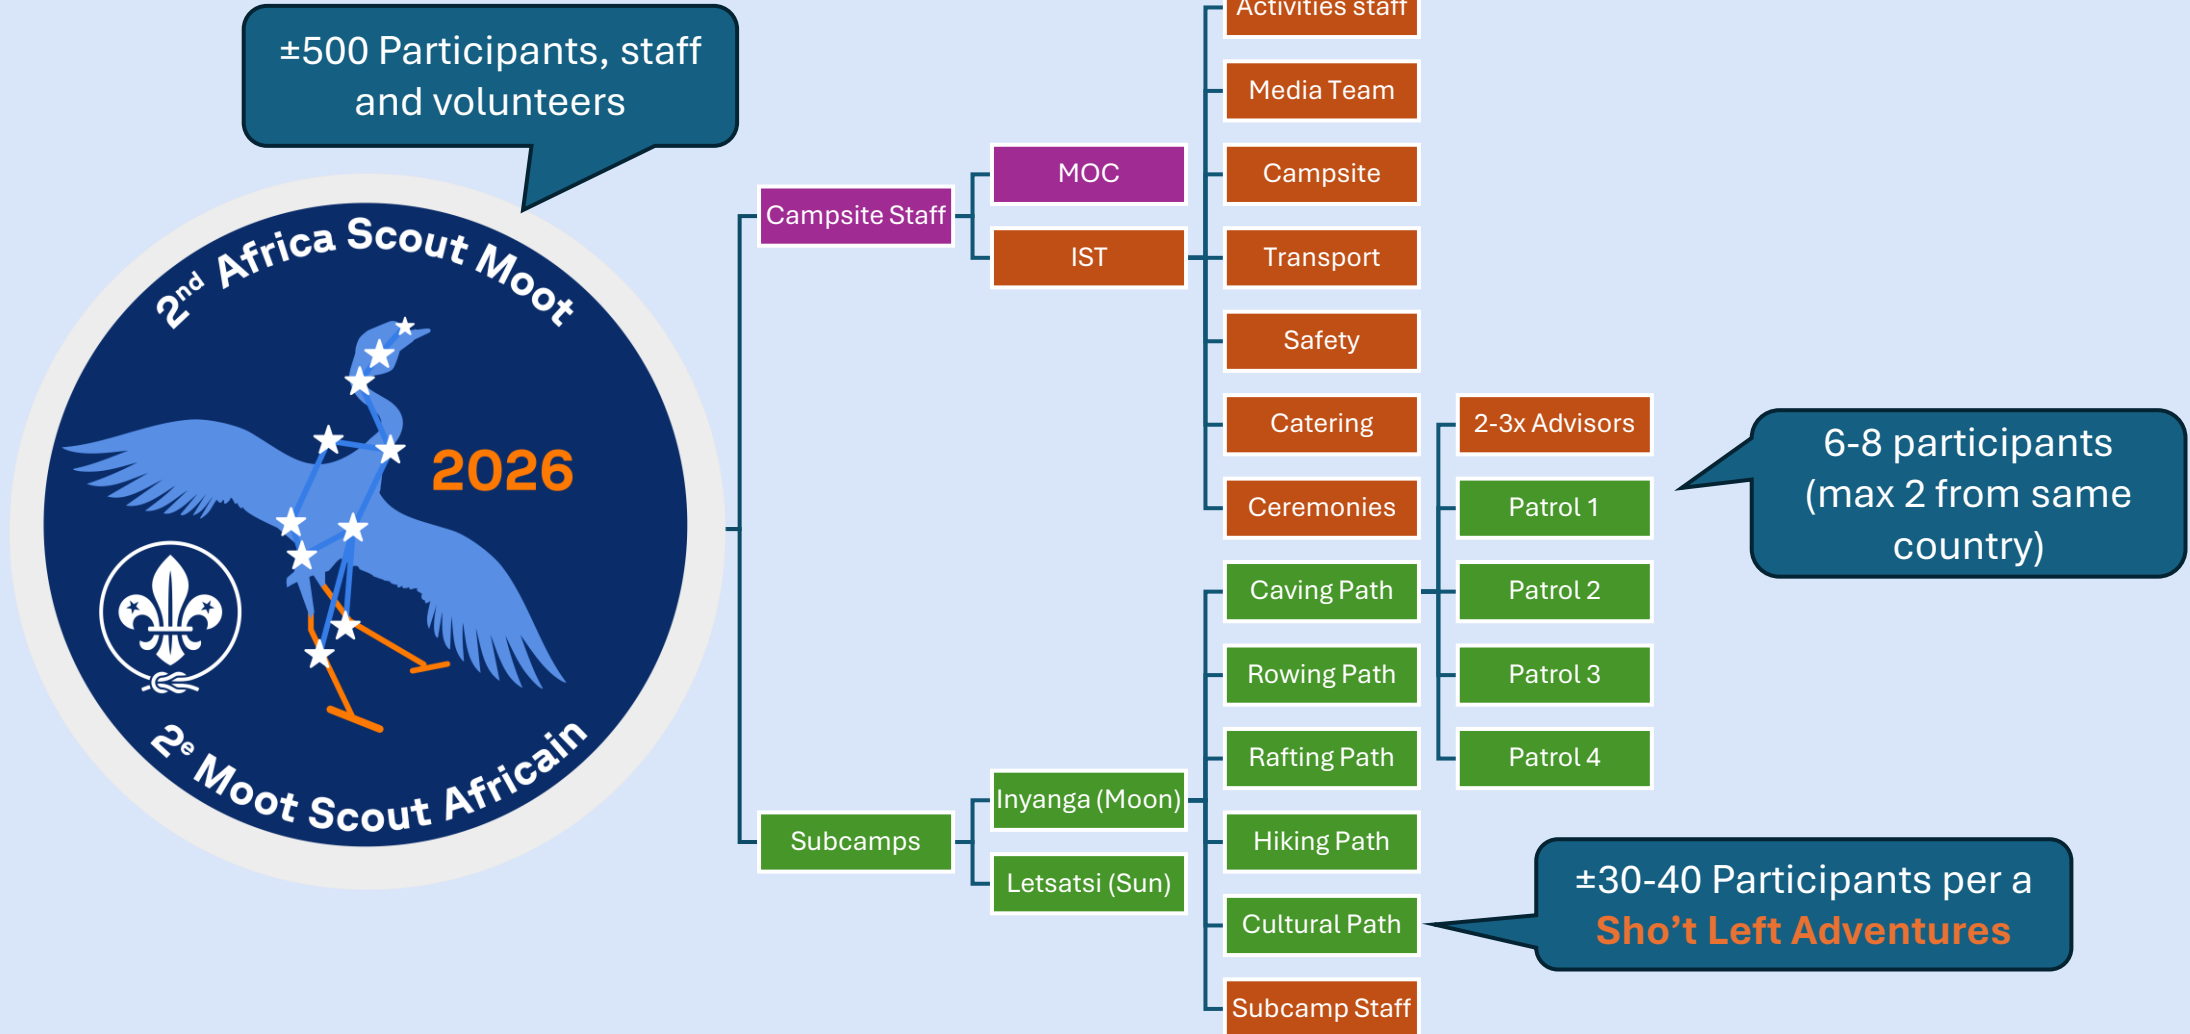 ±500 Participants, staff
and volunteers
2nd Africa Scout Moot
2026
2e Moot Scout Africain
Campsite Staff
MOC
IST
Activities staff
Media Team
Campsite
Transport
Safety
Catering
Ceremonies
Subcamps
Inyanga (Moon)
Letsatsi (Sun)
Caving Path
Rowing Path
Rafting Path
Hiking Path
Cultural Path
Subcamp Staff
2-3x Advisors
Patrol 1
Patrol 2
Patrol 3
Patrol 4
6-8 participants
(max 2 from same
country)
±30-40 Participants per a
Sho’t Left Adventures